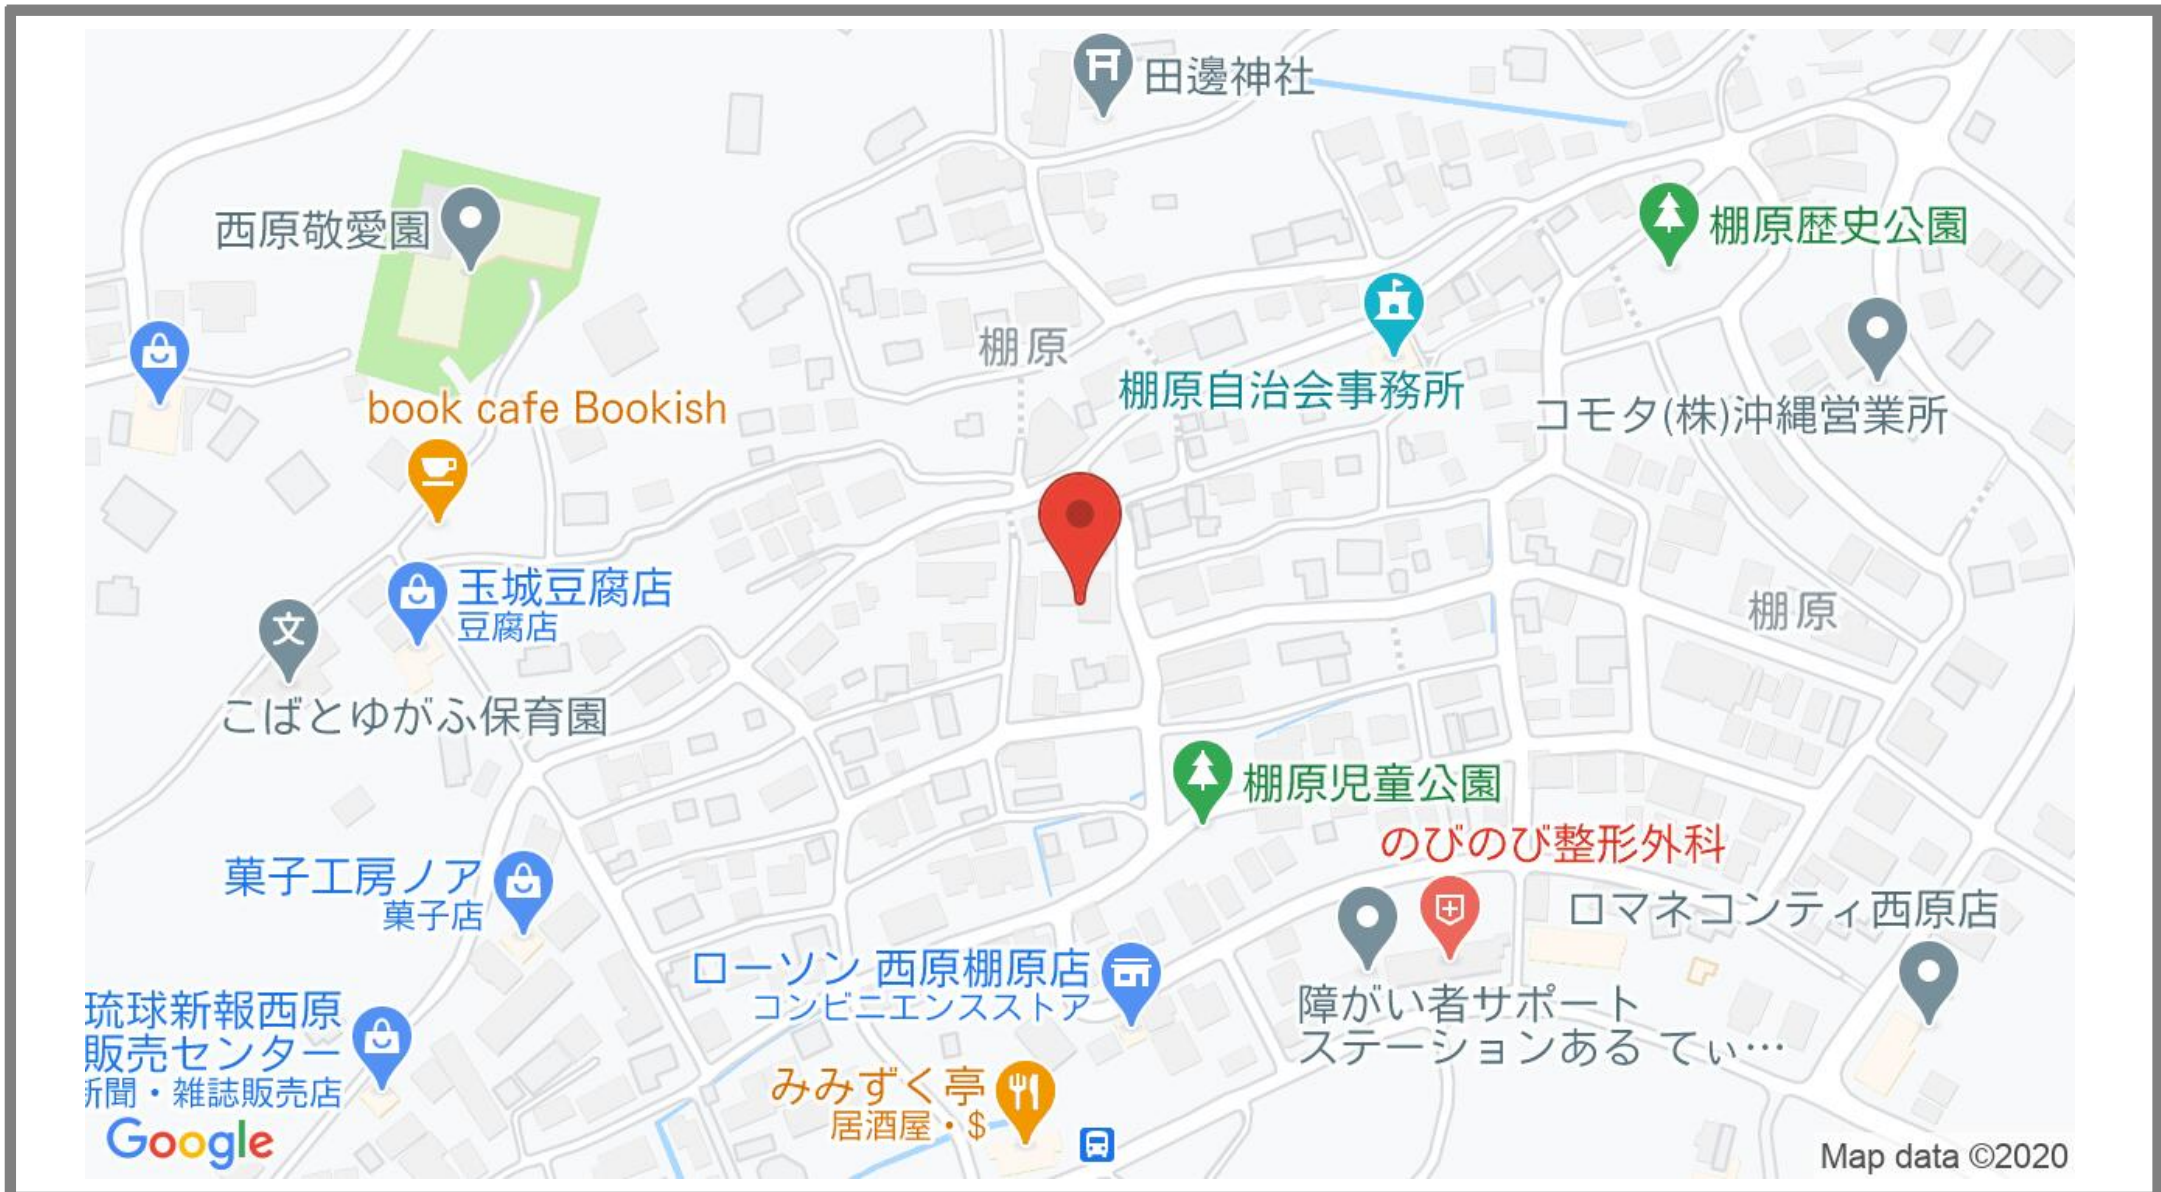 田邊神社
西原敬愛園
棚原歴史公園
棚原
棚原自治会事務所
book cafe Bookish
コモタ(株)沖縄営業所
玉城豆腐店
豆腐店
文
棚原
こばとゆがふ保育園
棚原児童公園
のびのび整形外科
菓子工房ノア
菓子店
ロマネコンティ西原店
ローソン 西原棚原店
コンビニエンスストア
障がい者サポート
ステーションある てぃ…
琉球新報西原
販売センター
新聞・雑誌販売店
みみずく亭
居酒屋・$
Google
Map data ©2020